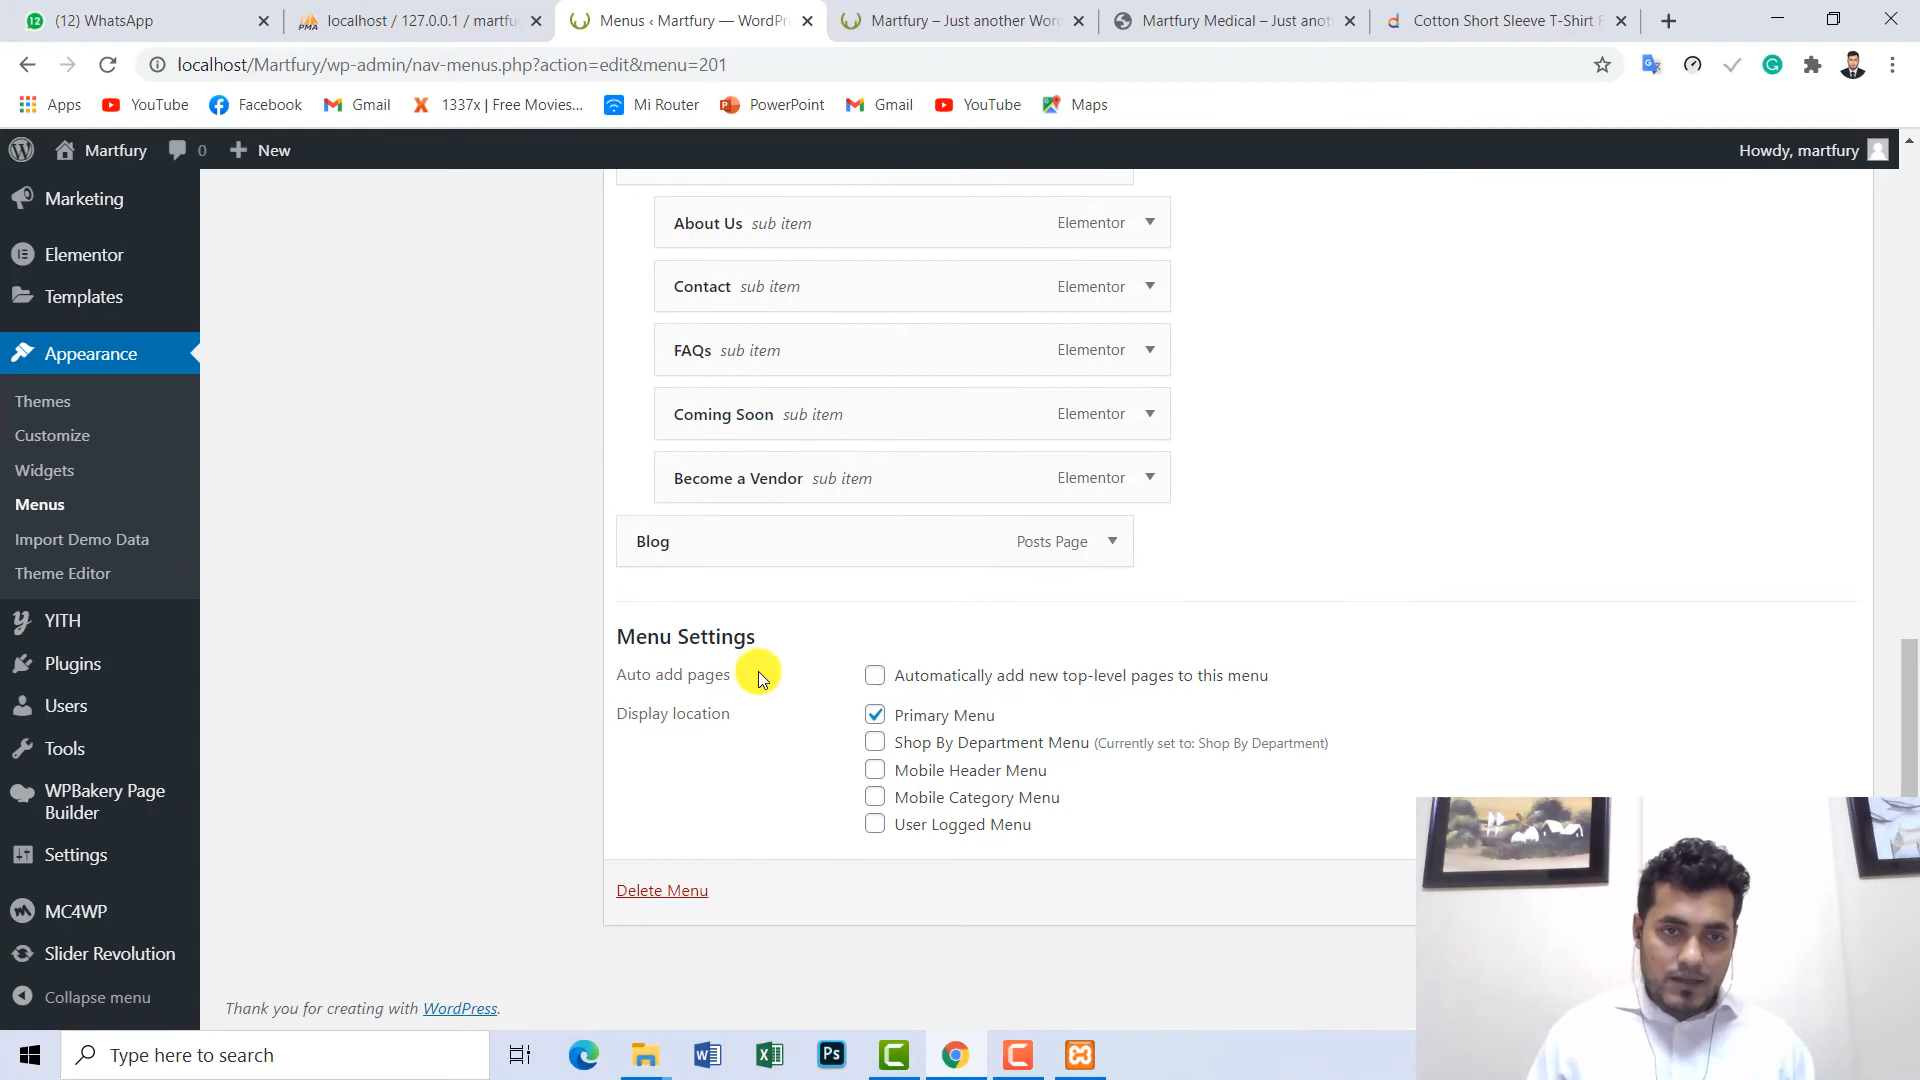 (12) WhatsApp
localhost / 127.0.0.1 / martfu
Menus ‹ Martfury — WordPr
Martfury – Just another Wor
Martfury Medical – Just anot
Cotton Short Sleeve T-Shirt F
localhost/Martfury/wp-admin/nav-menus.php?action=edit&menu=201
Apps YouTube Facebook Gmail 1337x | Free Movies... Mi Router PowerPoint Gmail YouTube Maps
Martfury 0 New Howdy, martfury
Marketing
Elementor
Templates
Appearance
Themes
Customize
Widgets
Menus
Import Demo Data
Theme Editor
YITH
Plugins
Users
Tools
WPBakery Page
Builder
Settings
MC4WP
Slider Revolution
Collapse menu
About Us sub item Elementor
Contact sub item Elementor
FAQs sub item Elementor
Coming Soon sub item Elementor
Become a Vendor sub item Elementor
Blog Posts Page
Menu Settings
Auto add pages Automatically add new top-level pages to this menu
Display location Primary Menu
Shop By Department Menu (Currently set to: Shop By Department)
Mobile Header Menu
Mobile Category Menu
User Logged Menu
Delete Menu
Thank you for creating with WordPress.
Type here to search